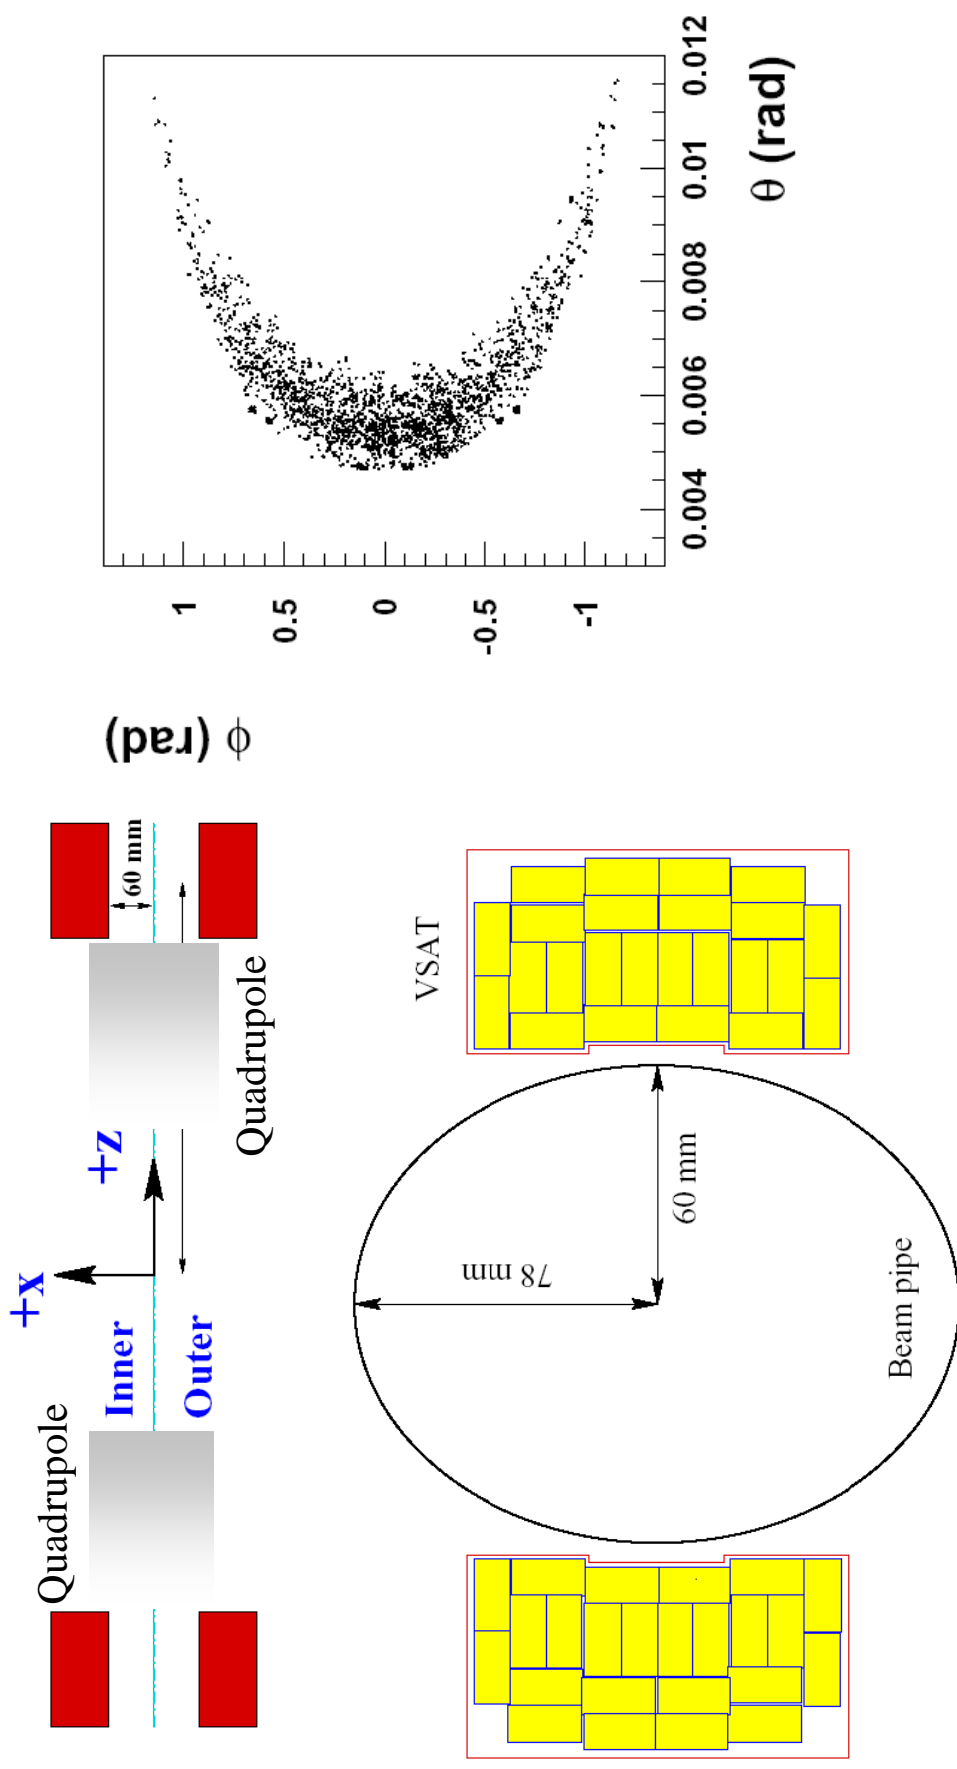 +x
+z
Inner
Outer
Quadrupole
Quadrupole
60 mm
φ (rad)
1
0.5
0
-0.5
-1
0.004
0.006
0.008
0.01
0.012
θ (rad)
VSAT
78 mm
60 mm
Beam pipe